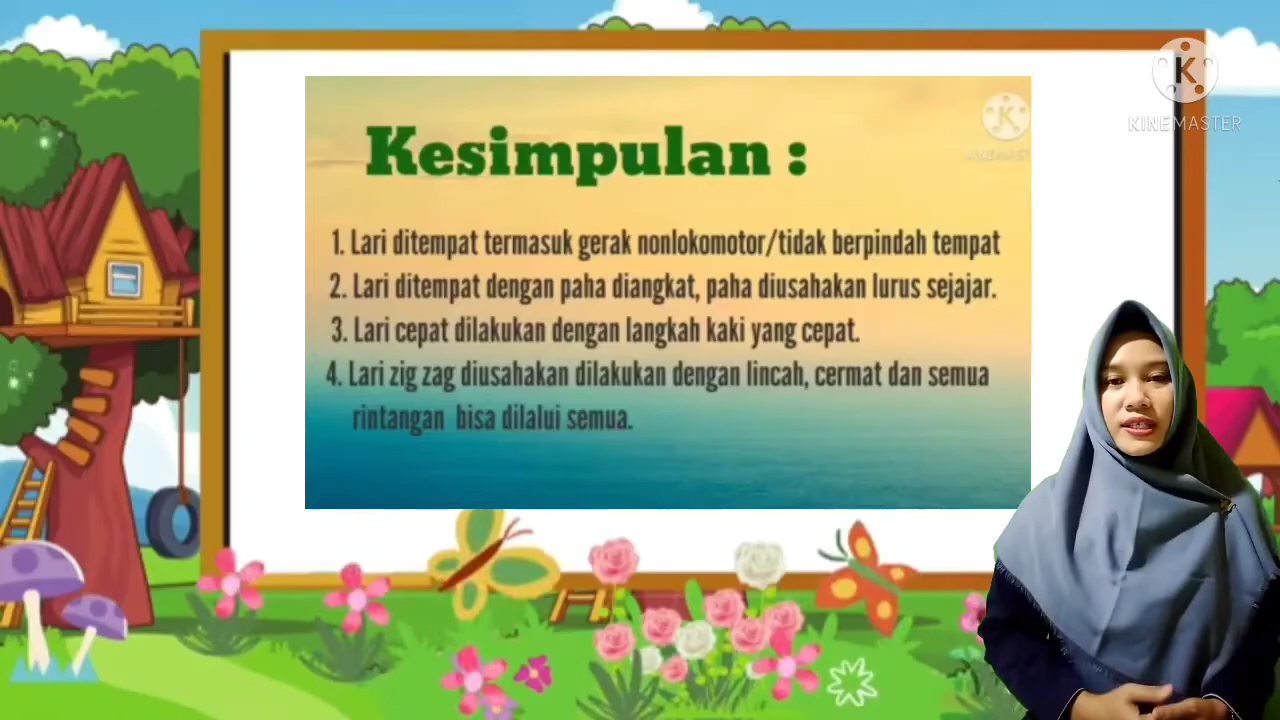 Kesimpulan :
1. Lari ditempat termasuk gerak nonlokomotor/tidak berpindah tempat
2. Lari ditempat dengan paha diangkat, paha diusahakan lurus sejajar.
3. Lari cepat dilakukan dengan langkah kaki yang cepat.
4. Lari zig zag diusahakan dilakukan dengan lincah, cermat dan semua
rintangan bisa dilalui semua.
K
KINEMASTER
K
KINEMAST